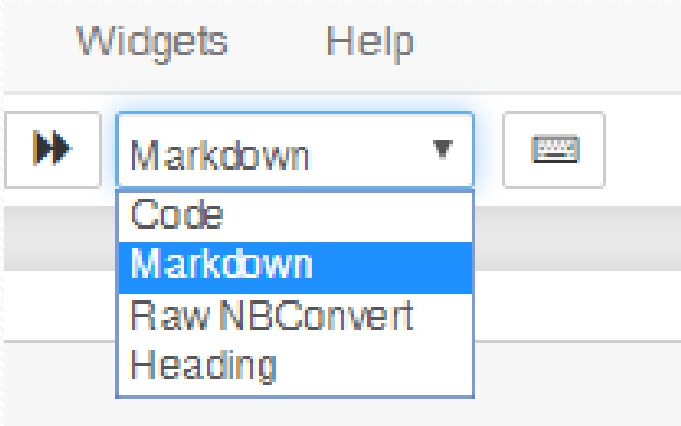 Widgets Help
Markdown
Code
Markdown
Raw NBConvert
Heading